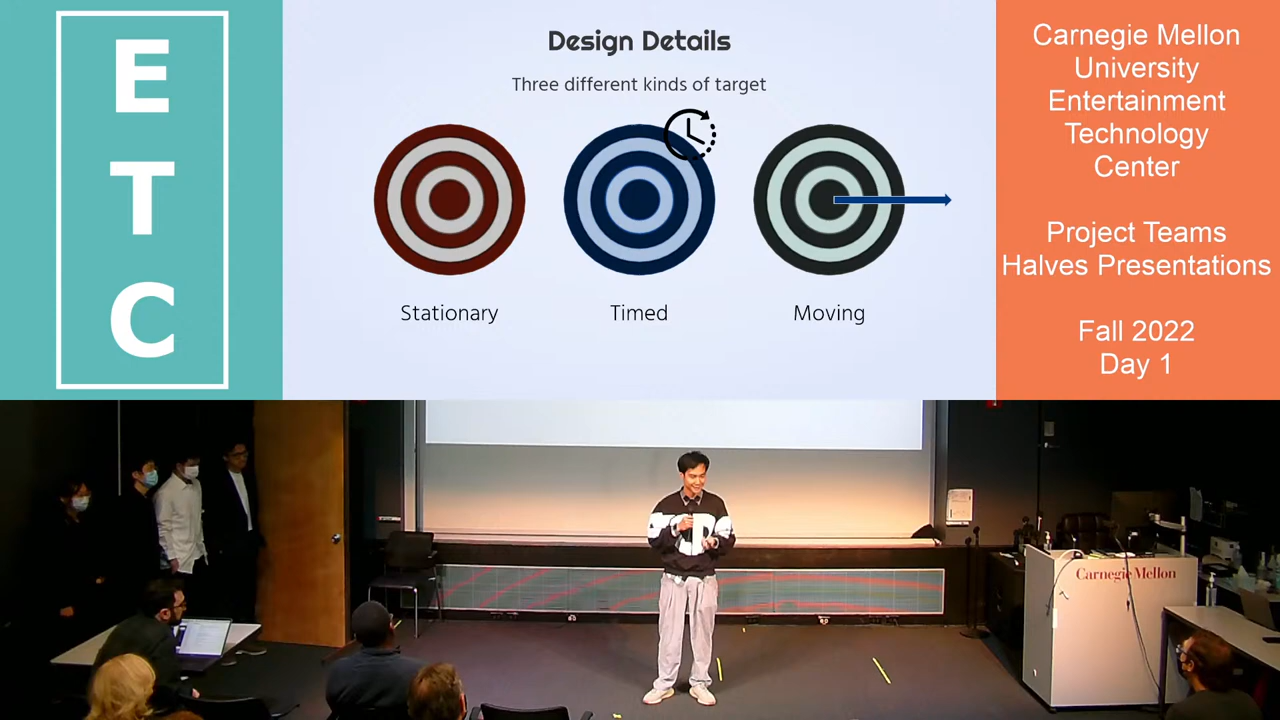 E
T
C
Design Details
Three different kinds of target
Stationary
Timed
Moving
Carnegie Mellon
University
Entertainment
Technology
Center
Project Teams
Halves Presentations
Fall 2022
Day 1
Carnegie Mellon